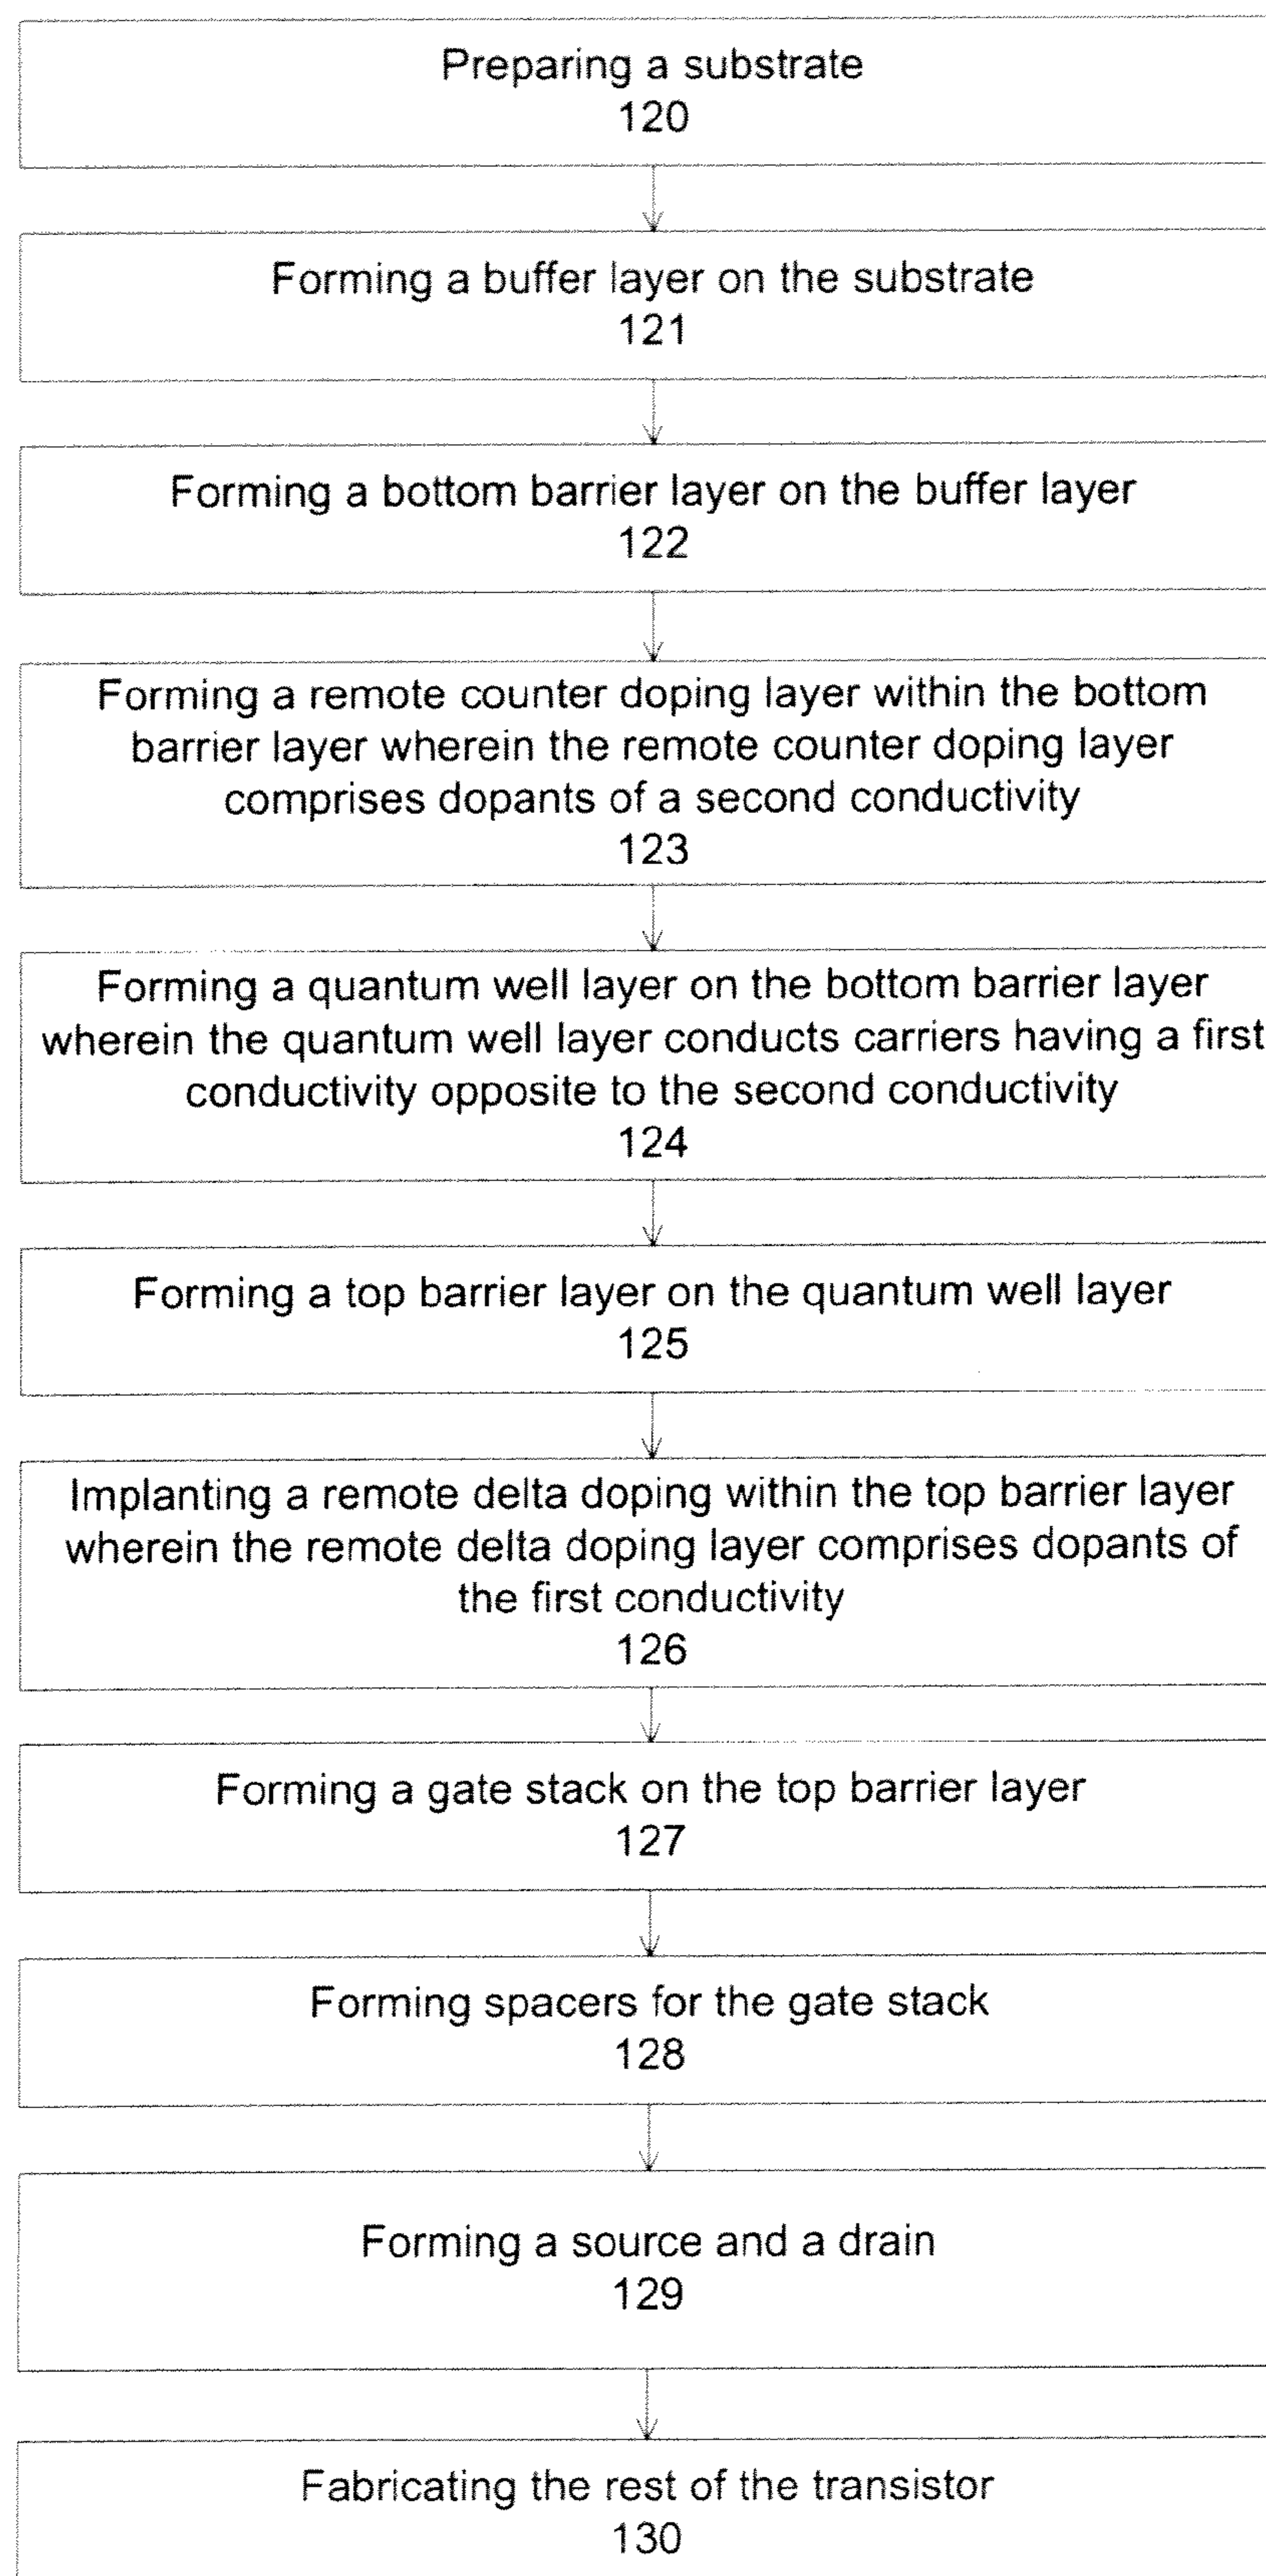 Preparing a substrate
120
Forming a buffer layer on the substrate
121
Forming a bottom barrier layer on the buffer layer
122
Forming a remote counter doping layer within the bottom
barrier layer wherein the remote counter doping layer
comprises dopants of a second conductivity
123
Forming a quantum well layer on the bottom barrier layer
wherein the quantum well layer conducts carriers having a first
conductivity opposite to the second conductivity
124
Forming a top barrier layer on the quantum well layer
125
Implanting a remote delta doping within the top barrier layer
wherein the remote delta doping layer comprises dopants of
the first conductivity
126
Forming a gate stack on the top barrier layer
127
Forming spacers for the gate stack
128
Forming a source and a drain
129
Fabricating the rest of the transistor
130